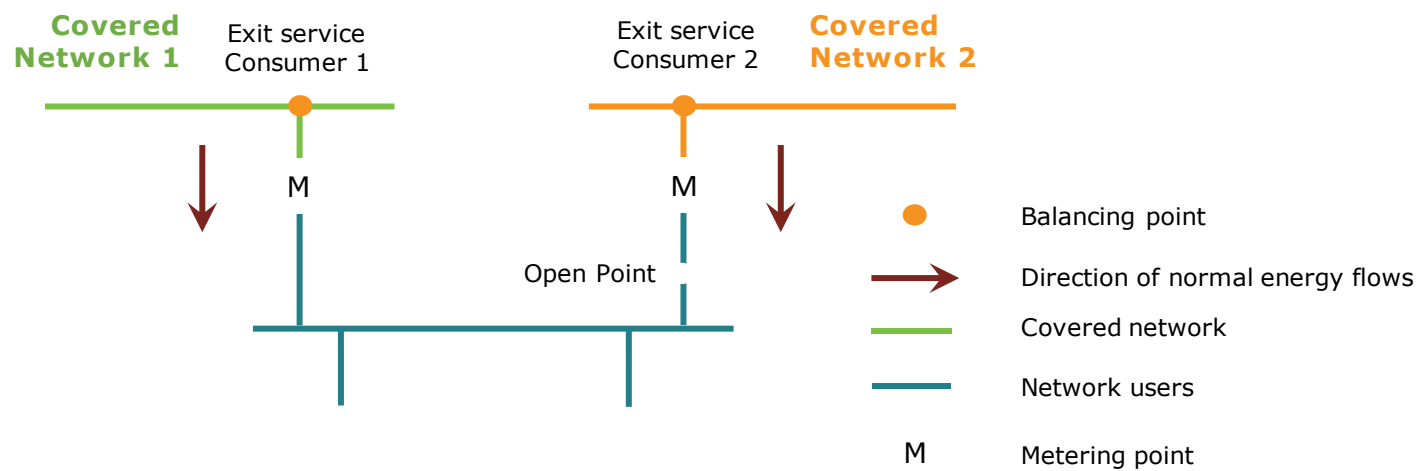 Covered
Network 1
Exit service
Consumer 1
Exit service
Consumer 2
Covered
Network 2
M
M
Open Point
Balancing point
Direction of normal energy flows
Covered network
Network users
M
Metering point